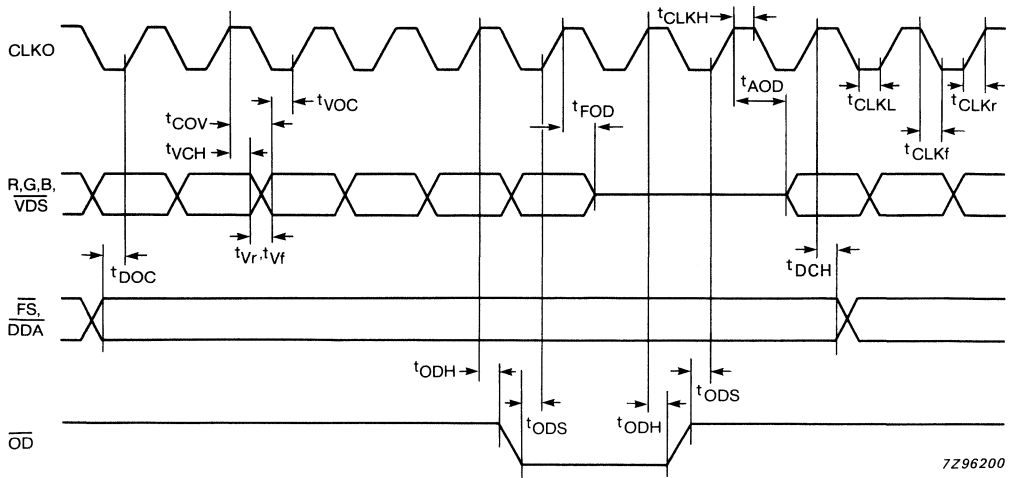 tCLKH
CLKO
tAOD
tVOC
tFOD
tCLKL
tCLKr
tCOV
tVCH
tCLKf
R,G,B,
VDS
tVr,tVf
tDOC
tDCH
FS,
DDA
tODH
tODS
tODS
tODH
OD
7Z96200